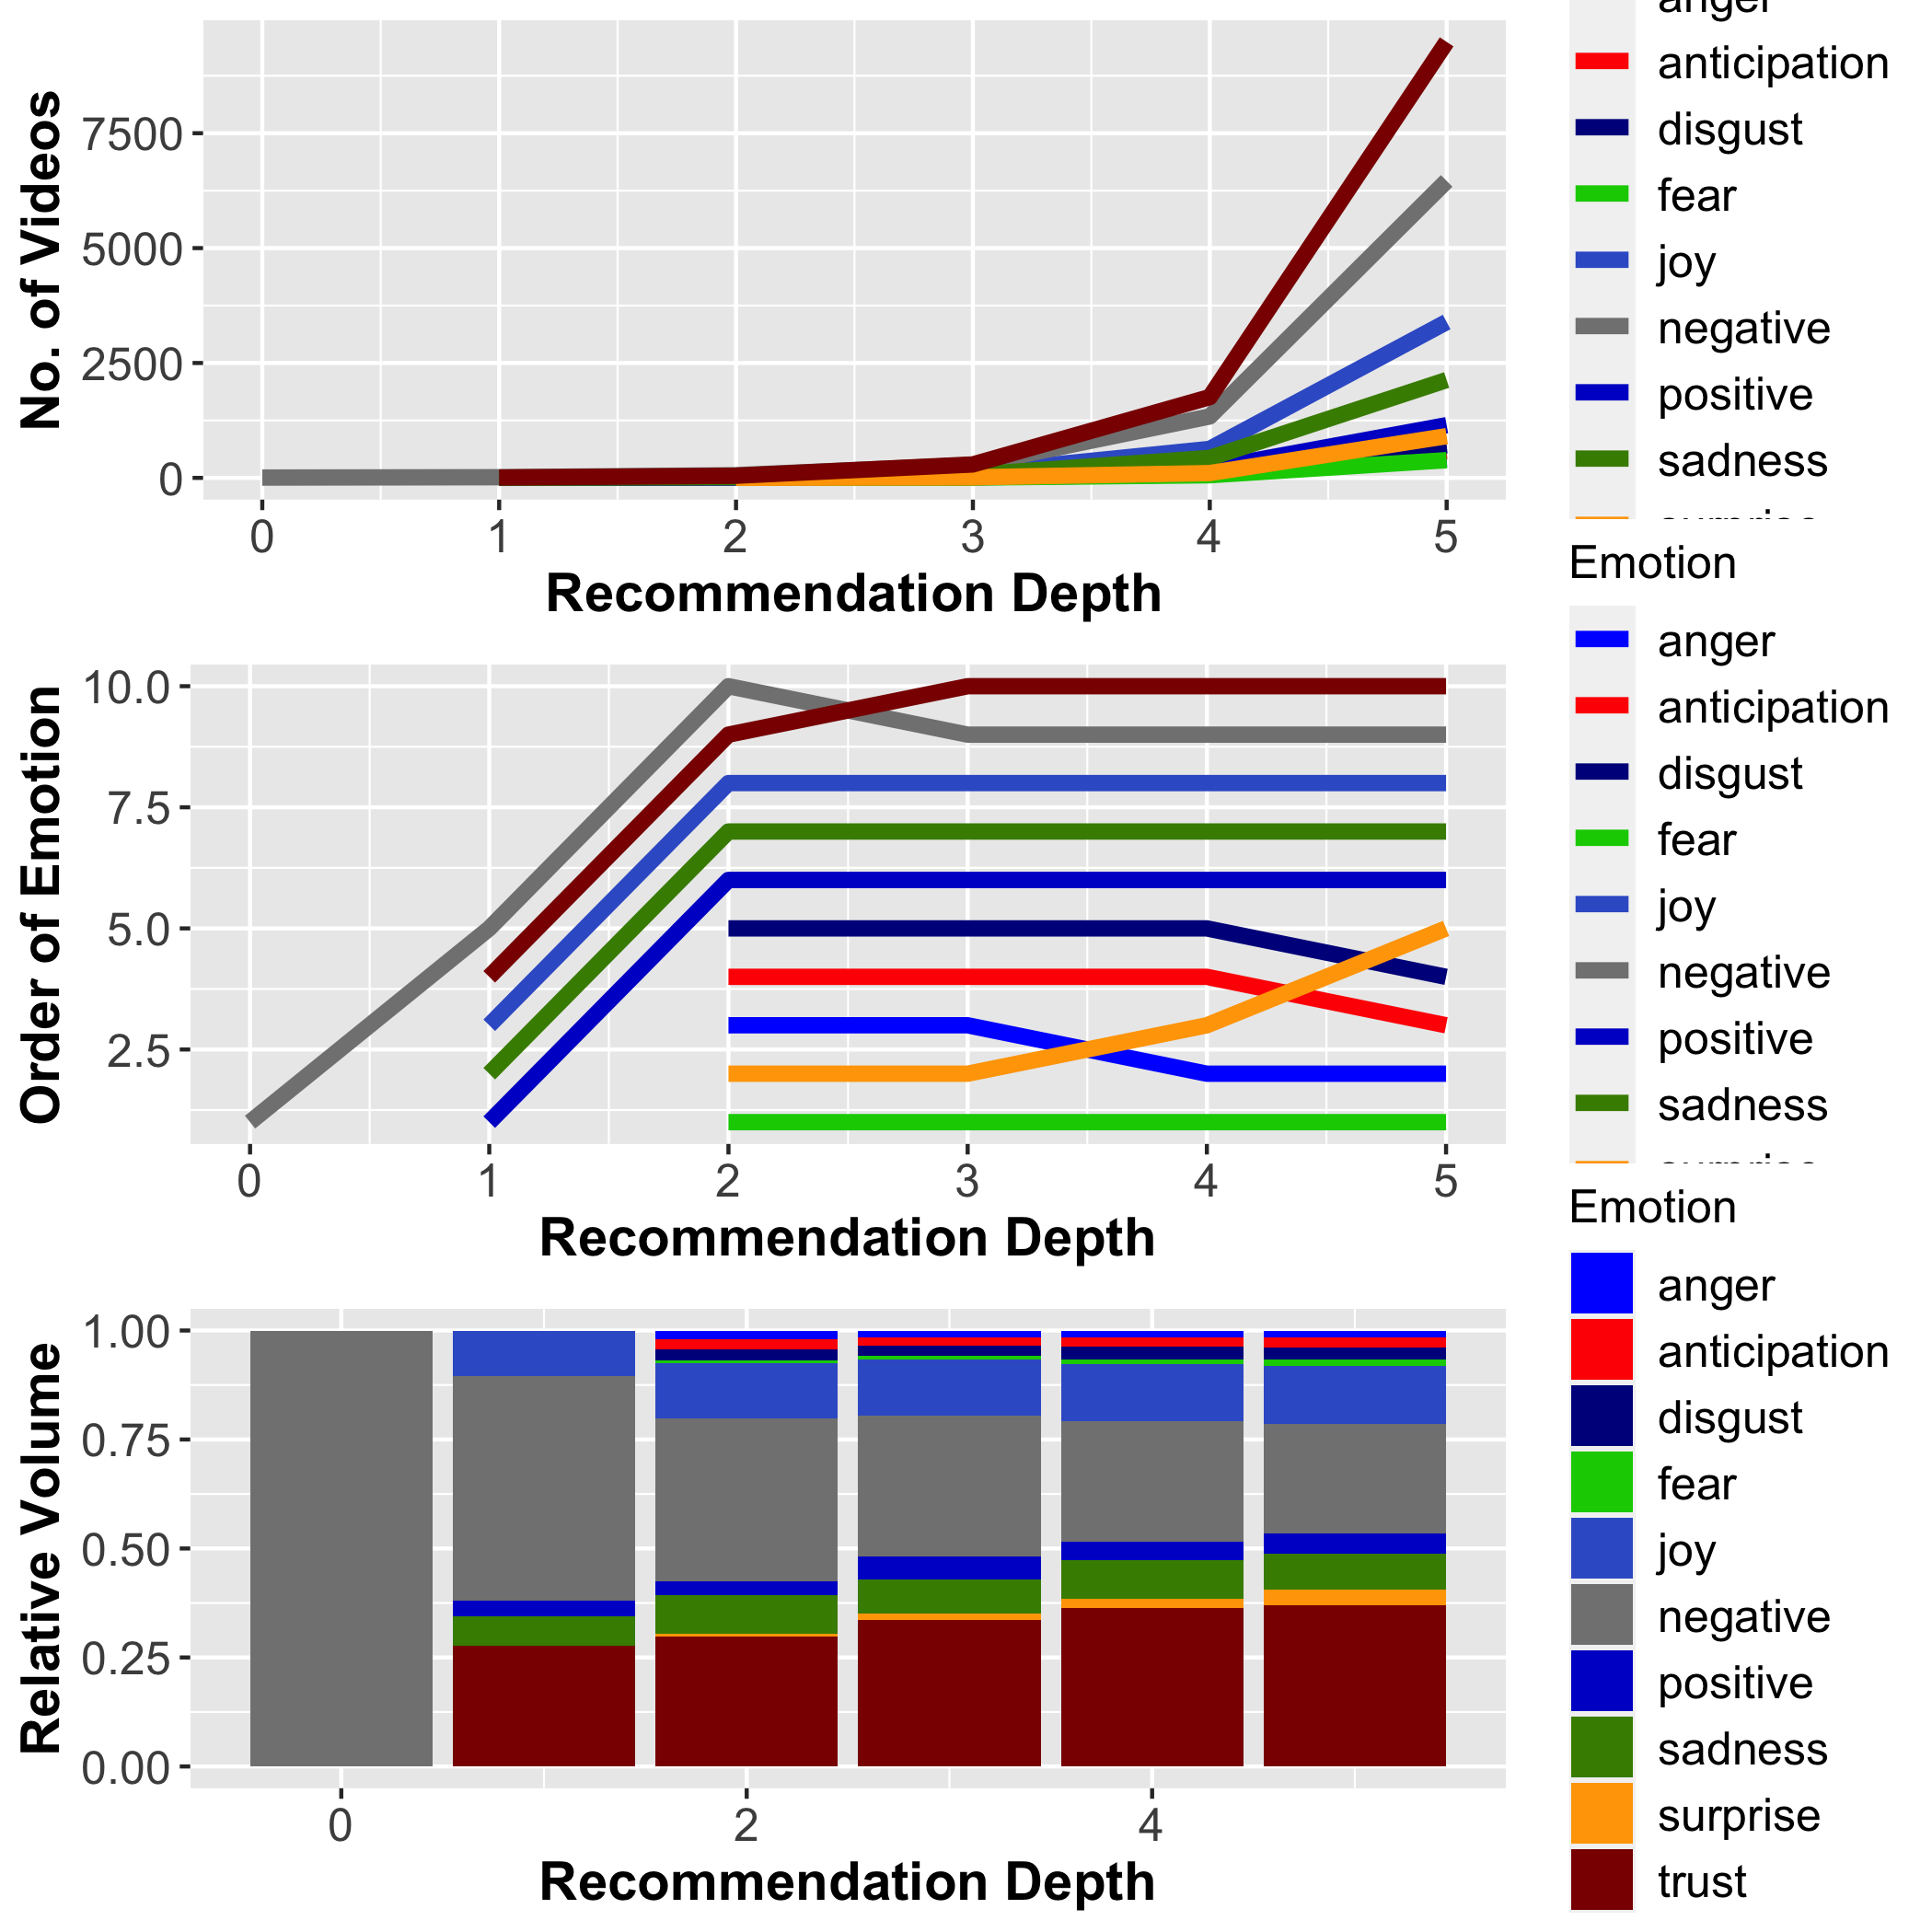 No. of Videos
7500
5000
2500
0
0 1 2 3 4 5
Recommendation Depth
anger
anticipation
disgust
fear
joy
negative
positive
sadness
surprise
Order of Emotion
10.0
7.5
5.0
2.5
0 1 2 3 4 5
Recommendation Depth
Emotion
anger
anticipation
disgust
fear
joy
negative
positive
sadness
surprise
Relative Volume
1.00
0.75
0.50
0.25
0.00
0 2 4
Recommendation Depth
Emotion
anger
anticipation
disgust
fear
joy
negative
positive
sadness
surprise
trust